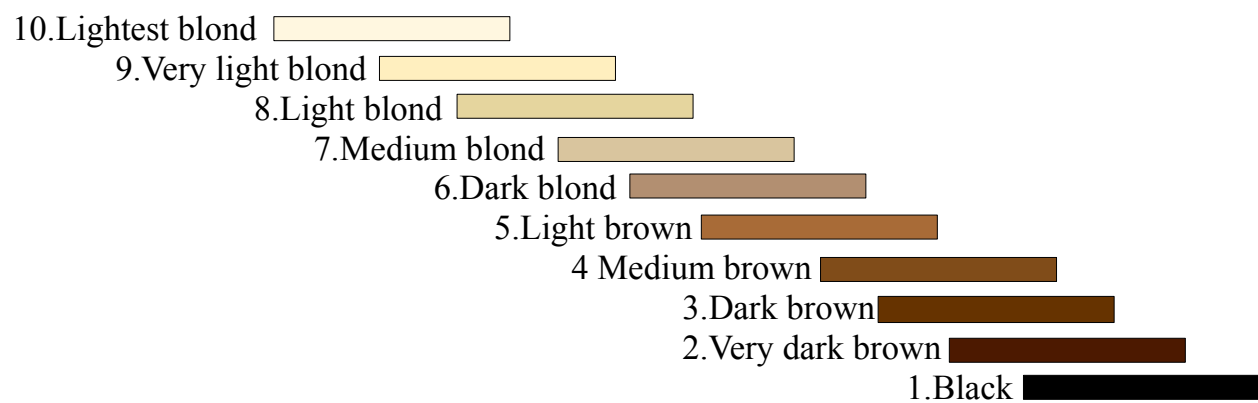 10.Lightest blond
9.Very light blond
8.Light blond
7.Medium blond
6.Dark blond
5.Light brown
4 Medium brown
3.Dark brown
2.Very dark brown
1.Black